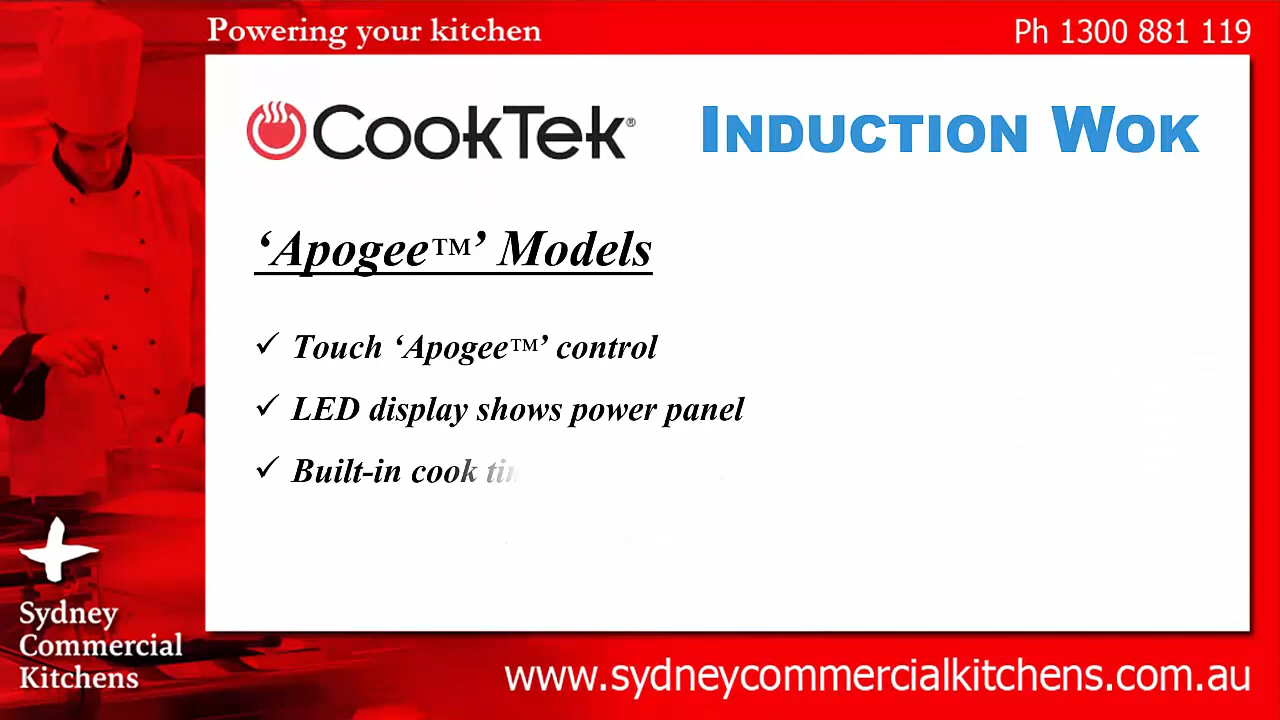 Powering your kitchen
Ph 1300 881 119
CookTek®
INDUCTION WOK
‘Apogee™’ Models
✓ Touch ‘Apogee™’ control
✓ LED display shows power panel
✓ Built-in cook
Sydney
Commercial
Kitchens
www.sydneycommercialkitchens.com.au